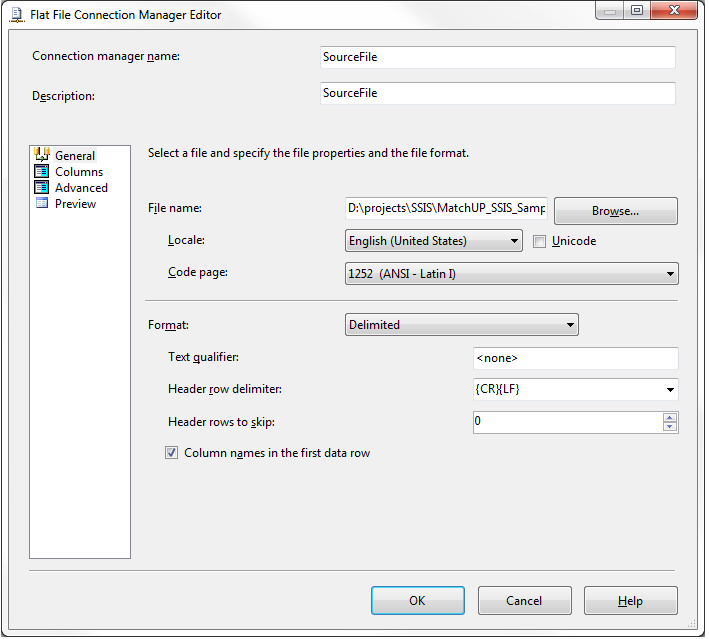 Flat File Connection Manager Editor
Connection manager name: SourceFile
Description: SourceFile
General
Columns
Advanced
Preview
Select a file and specify the file properties and the file format.
File name: D:\projects\SSIS\MatchUP_SSIS_Samp Browse...
Locale: English (United States) Unicode
Code page: 1252 (ANSI - Latin I)
Format: Delimited
Text qualifier: <none>
Header row delimiter: {CR}{LF}
Header rows to skip: 0
Column names in the first data row
OK Cancel Help